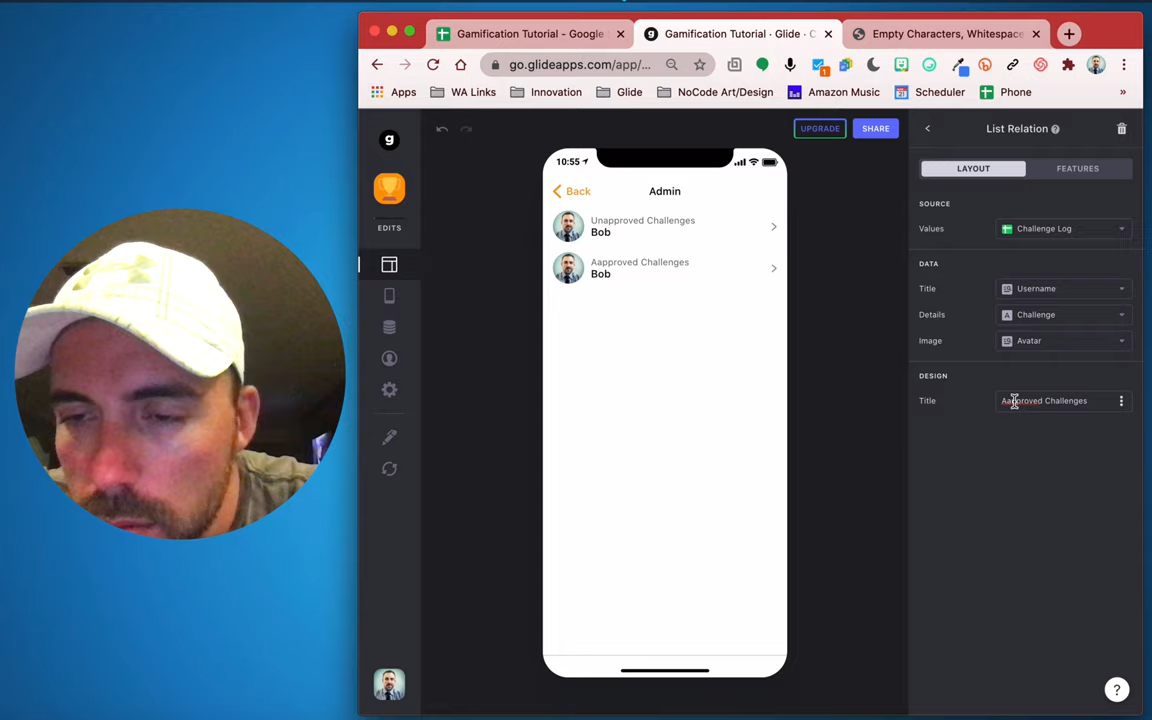 Gamification Tutorial - Google
Gamification Tutorial · Glide · C
Empty Characters, Whitespace
go.glideapps.com/app/...
1
Apps
WA Links
Innovation
Glide
NoCode Art/Design
Amazon Music
21
Scheduler
Phone
»
g
EDITS
UPGRADE
SHARE
10:55
Back
Admin
Unapproved Challenges
Bob
Aapproved Challenges
Bob
List Relation
LAYOUT
FEATURES
SOURCE
Values
Challenge Log
DATA
Title
Username
Details
A Challenge
Image
Avatar
DESIGN
Title
Aapproved Challenges
?